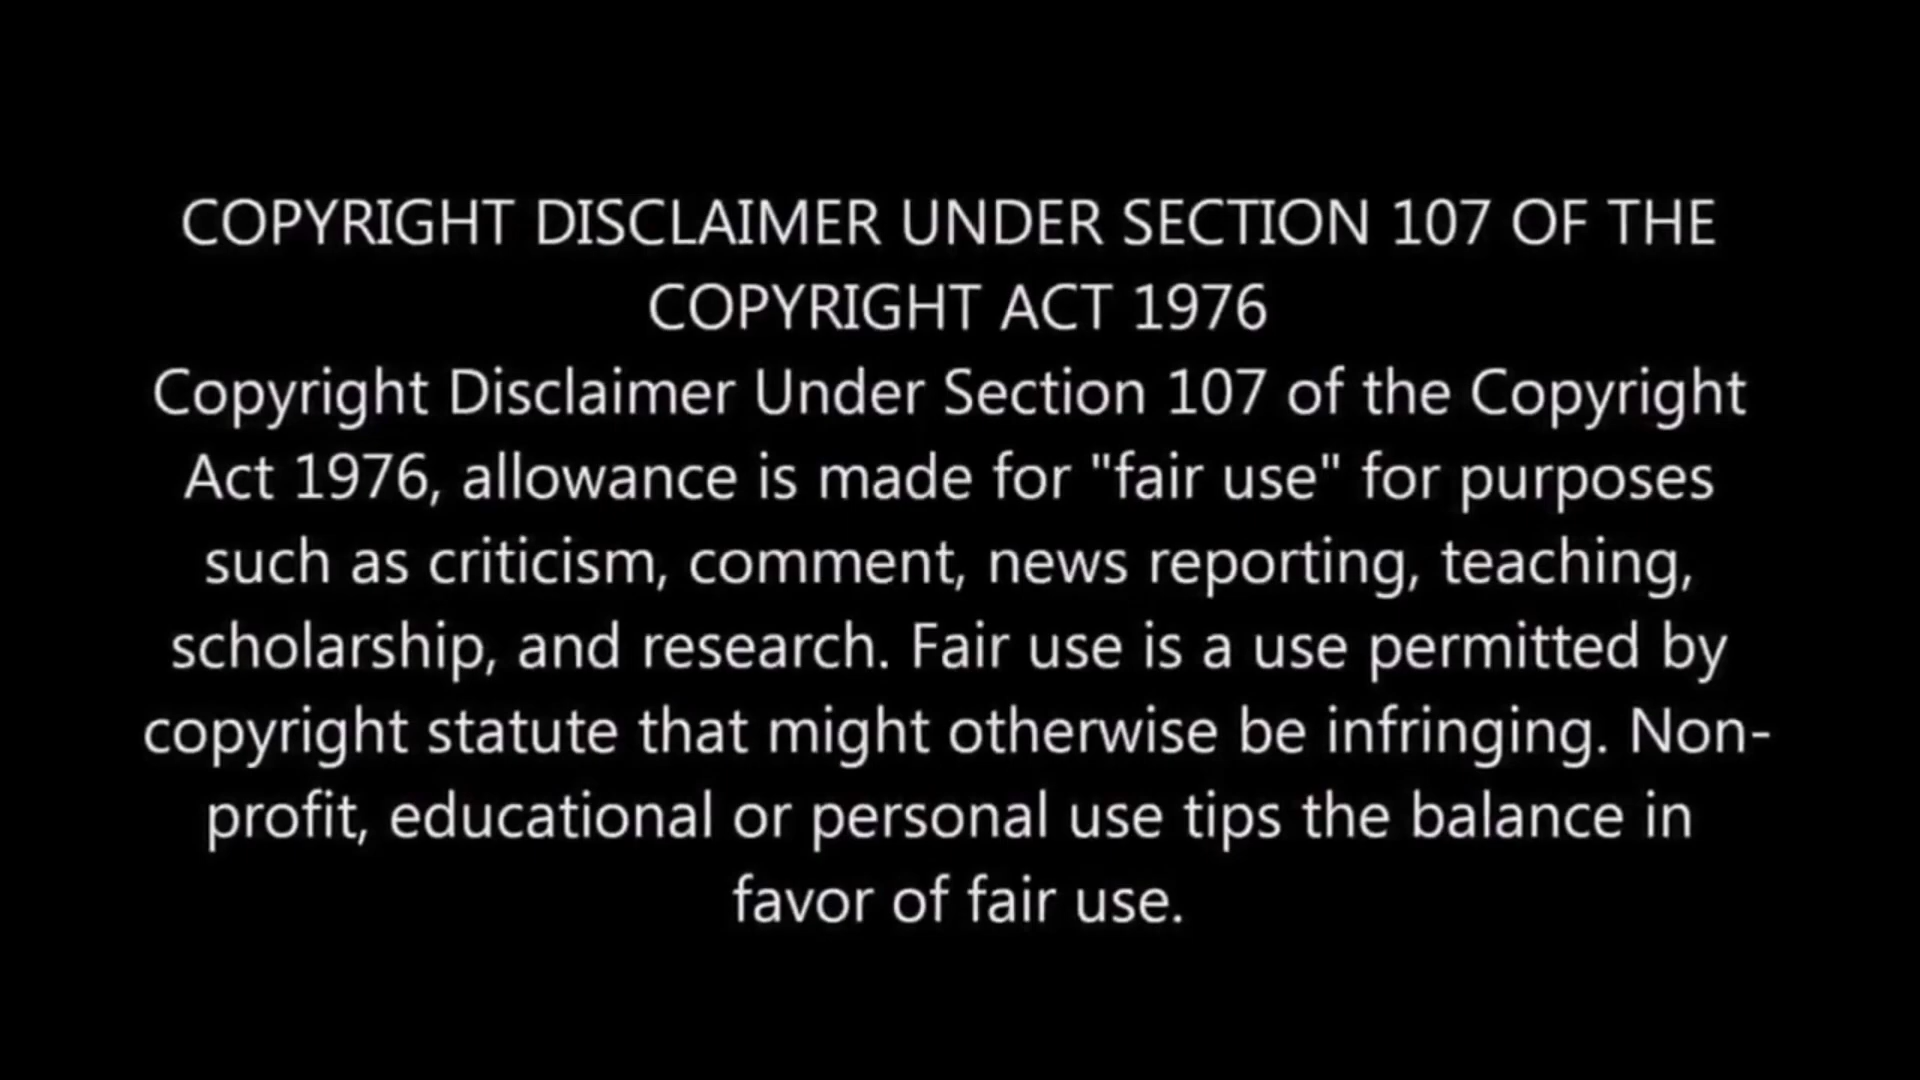 COPYRIGHT DISCLAIMER UNDER SECTION 107 OF THE
COPYRIGHT ACT 1976
Copyright Disclaimer Under Section 107 of the Copyright
Act 1976, allowance is made for "fair use" for purposes
such as criticism, comment, news reporting, teaching,
scholarship, and research. Fair use is a use permitted by
copyright statute that might otherwise be infringing. Non-
profit, educational or personal use tips the balance in
favor of fair use.